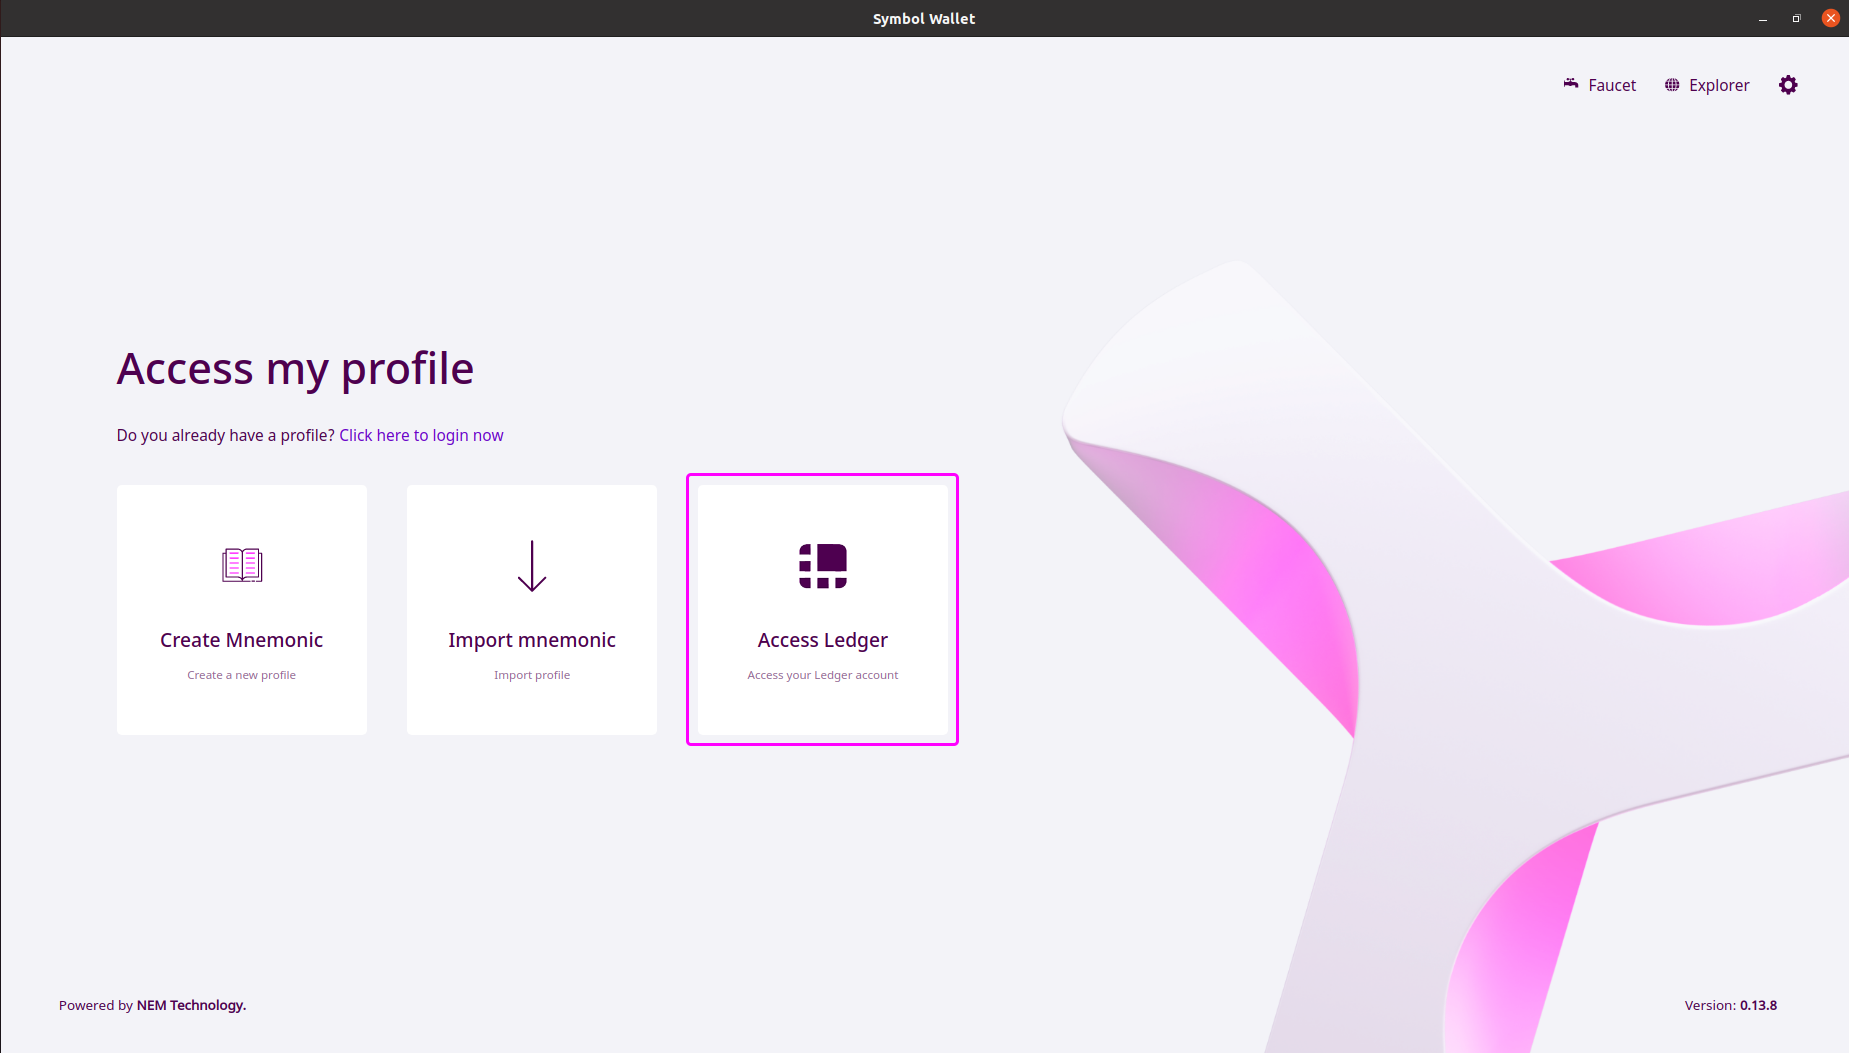 Symbol Wallet
Faucet
Explorer
Access my profile
Do you already have a profile? Click here to login now
Create Mnemonic
Create a new profile
Import mnemonic
Import profile
Access Ledger
Access your Ledger account
Powered by NEM Technology.
Version: 0.13.8